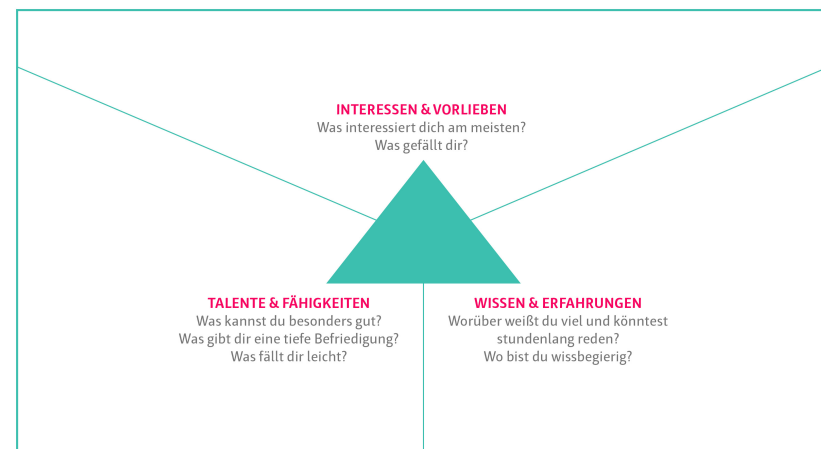 INTERESSEN & VORLIEBEN
Was interessiert dich am meisten?
Was gefällt dir?
TALENTE & FÄHIGKEITEN
Was kannst du besonders gut?
Was gibt dir eine tiefe Befriedigung?
Was fällt dir leicht?
WISSEN & ERFAHRUNGEN
Worüber weißt du viel und könntest
stundenlang reden?
Wo bist du wissbegierig?